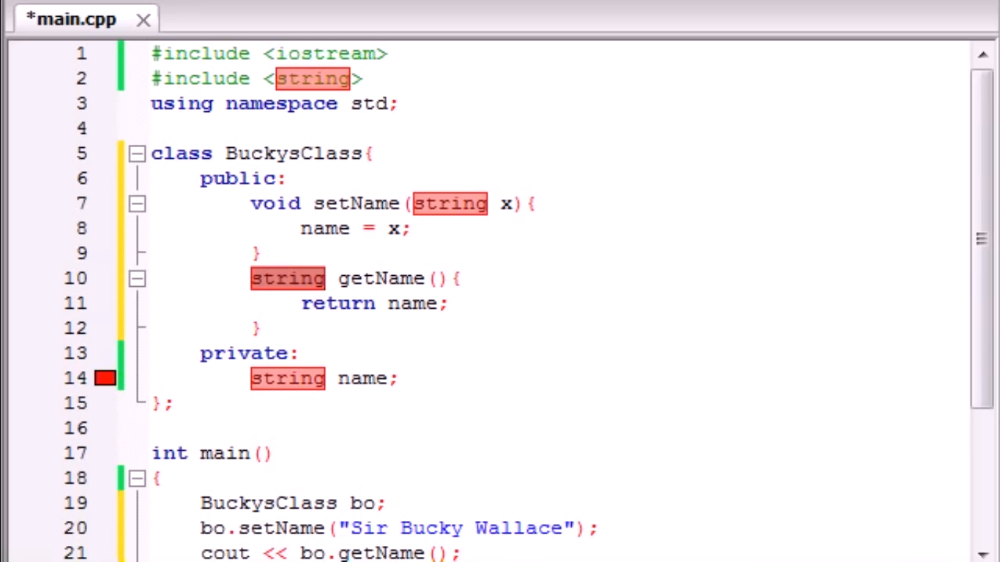 *main.cpp
1 #include <iostream>
2 #include <string>
3 using namespace std;
4
5 class BuckysClass{
6     public:
7         void setName(string x){
8             name = x;
9         }
10         string getName(){
11             return name;
12         }
13     private:
14         string name;
15 };
16
17 int main()
18 {
19     BuckysClass bo;
20     bo.setName("Sir Bucky Wallace");
21     cout << bo.getName();